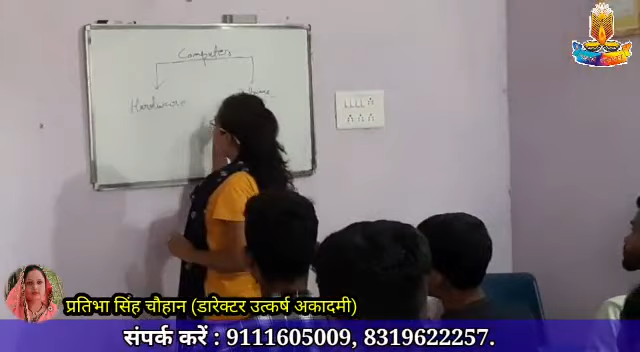 Computer
Hardware
प्रतिभा सिंह चौहान (डारेक्टर उत्कर्ष अकादमी)
संपर्क करें : 9111605009, 8319622257.